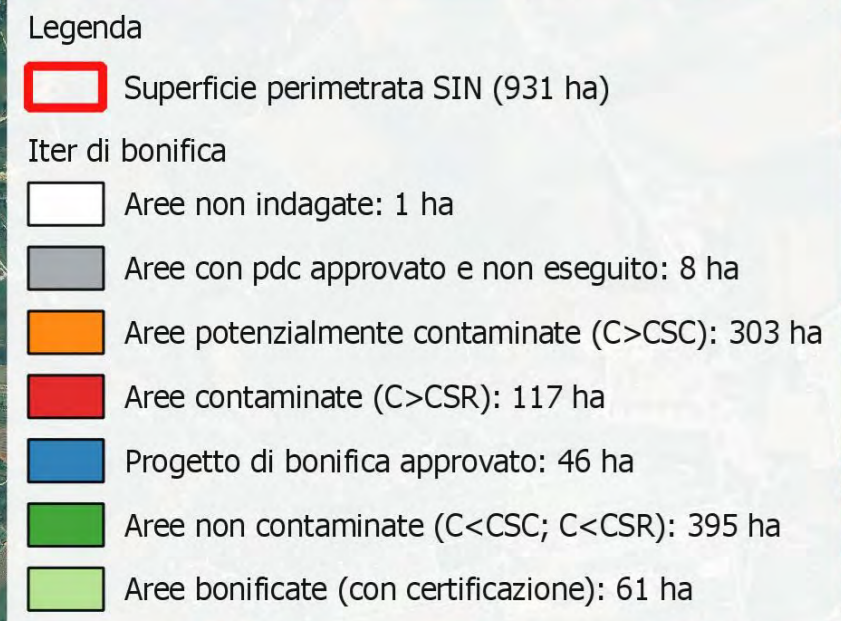 Legenda
Superficie perimetrata SIN (931 ha)
Iter di bonifica
Aree non indagate: 1 ha
Aree con pdc approvato e non eseguito: 8 ha
Aree potenzialmente contaminate (C>CSC): 303 ha
Aree contaminate (C>CSR): 117 ha
Progetto di bonifica approvato: 46 ha
Aree non contaminate (C<CSC; C<CSR): 395 ha
Aree bonificate (con certificazione): 61 ha